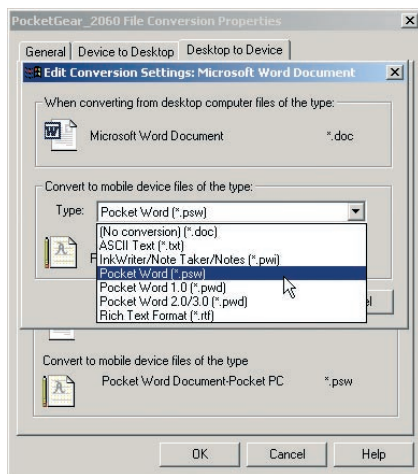 PocketGear_2060 File Conversion Properties
General Device to Desktop Desktop to Device
Edit Conversion Settings: Microsoft Word Document
When converting from desktop computer files of the type:
Microsoft Word Document *.doc
Convert to mobile device files of the type:
Type: Pocket Word (*.psw)
(No conversion) (*.doc)
ASCII Text (*.txt)
InkWriter/Note Taker/Notes (*.pwi)
Pocket Word (*.psw)
Pocket Word 1.0 (*.pwd)
Pocket Word 2.0/3.0 (*.pwd)
Rich Text Format (*.rtf)
Convert to mobile device files of the type
Pocket Word Document-Pocket PC *.psw
OK Cancel Help